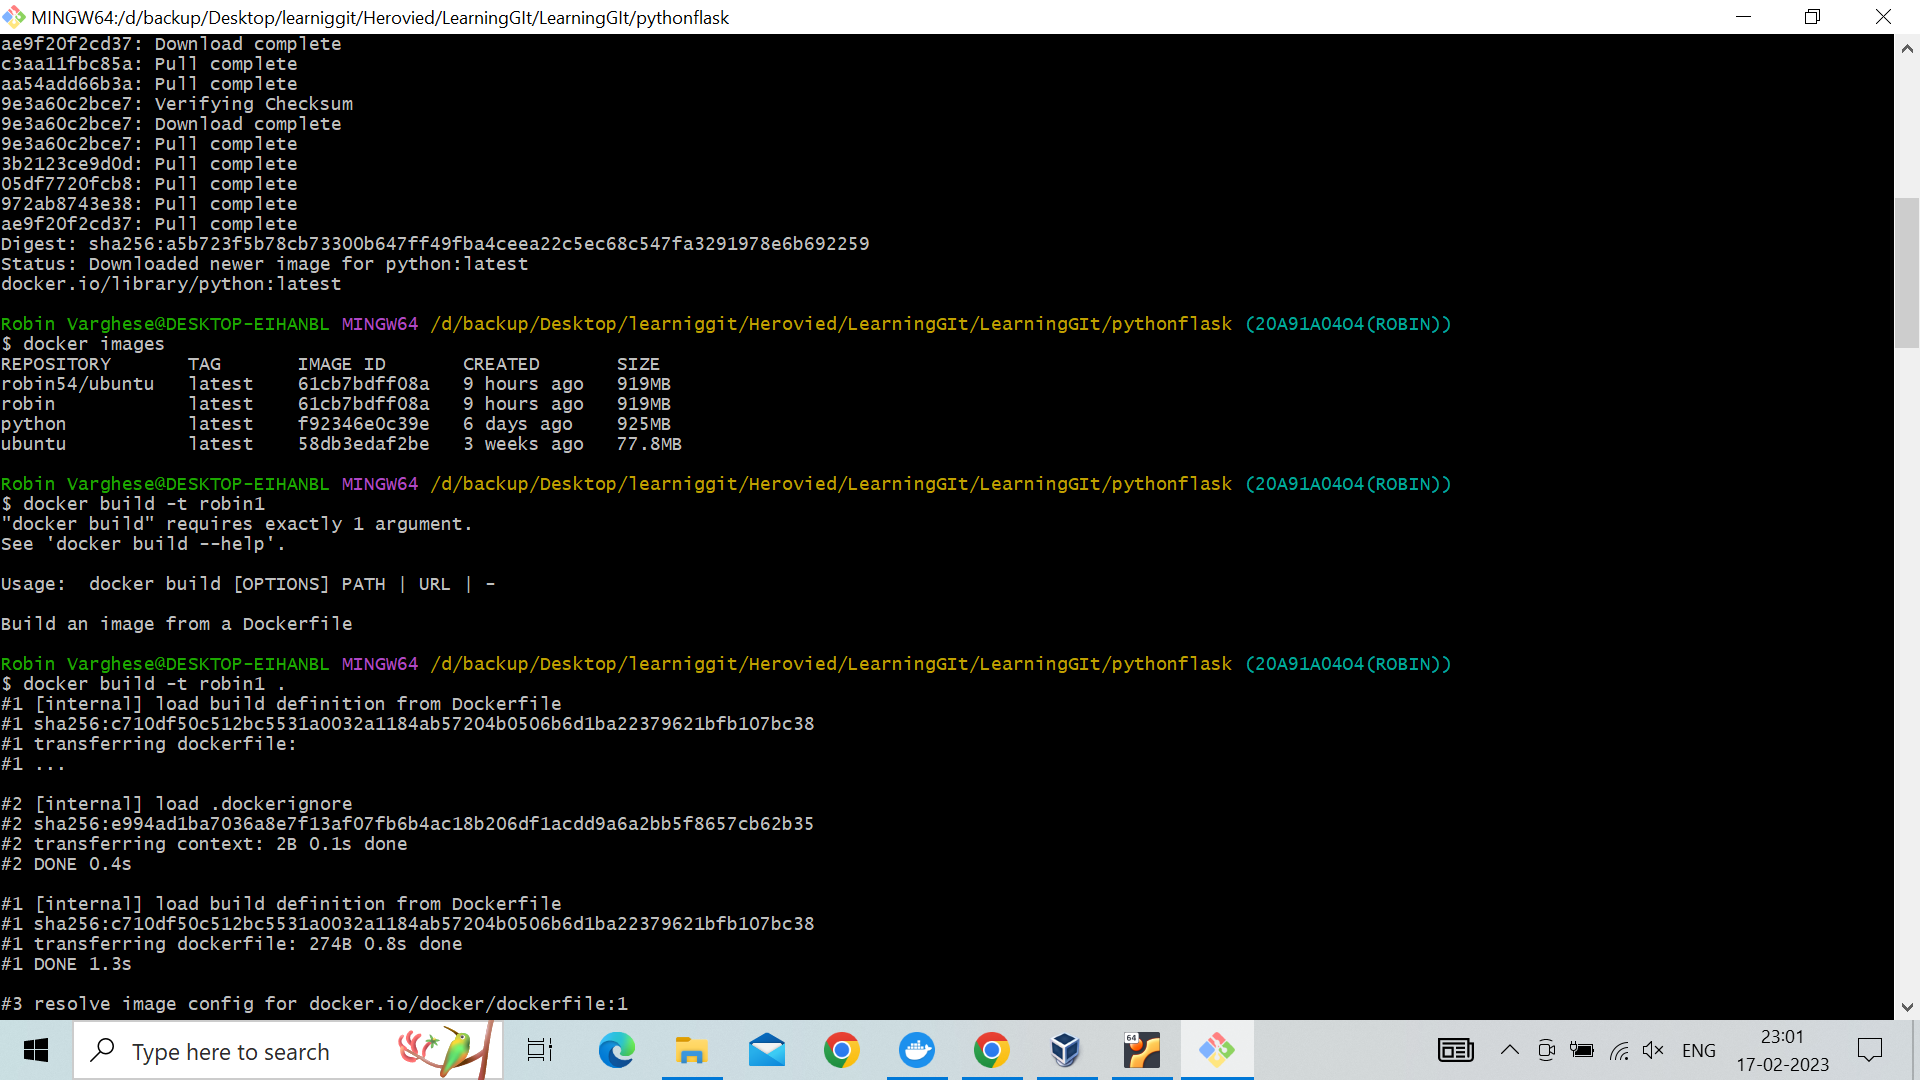 MINGW64:/d/backup/Desktop/learniggit/Herovied/LearningGIt/LearningGIt/pythonflask
ae9f20f2cd37: Download complete
c3aa11fbc85a: Pull complete
aa54add66b3a: Pull complete
9e3a60c2bce7: Verifying Checksum
9e3a60c2bce7: Download complete
9e3a60c2bce7: Pull complete
3b2123ce9d0d: Pull complete
05df7720fcb8: Pull complete
972ab8743e38: Pull complete
ae9f20f2cd37: Pull complete
Digest: sha256:a5b723f5b78cb73300b647ff49fba4ceea22c5ec68c547fa3291978e6b692259
Status: Downloaded newer image for python:latest
docker.io/library/python:latest
Robin Varghese@DESKTOP-EIHANBL MINGW64 /d/backup/Desktop/learniggit/Herovied/LearningGIt/LearningGIt/pythonflask (20A91A0404(ROBIN))
$ docker images
REPOSITORY TAG IMAGE ID CREATED SIZE
robin54/ubuntu latest 61cb7bdff08a 9 hours ago 919MB
robin latest 61cb7bdff08a 9 hours ago 919MB
python latest f92346e0c39e 6 days ago 925MB
ubuntu latest 58db3edaf2be 3 weeks ago 77.8MB
Robin Varghese@DESKTOP-EIHANBL MINGW64 /d/backup/Desktop/learniggit/Herovied/LearningGIt/LearningGIt/pythonflask (20A91A0404(ROBIN))
$ docker build -t robin1
"docker build" requires exactly 1 argument.
See 'docker build --help'.
Usage: docker build [OPTIONS] PATH | URL | -
Build an image from a Dockerfile
Robin Varghese@DESKTOP-EIHANBL MINGW64 /d/backup/Desktop/learniggit/Herovied/LearningGIt/LearningGIt/pythonflask (20A91A0404(ROBIN))
$ docker build -t robin1 .
#1 [internal] load build definition from Dockerfile
#1 sha256:c710df50c512bc5531a0032a1184ab57204b0506b6d1ba22379621bfb107bc38
#1 transferring dockerfile:
#1 ...
#2 [internal] load .dockerignore
#2 sha256:e994ad1ba7036a8e7f13af07fb6b4ac18b206df1acdd9a6a2bb5f8657cb62b35
#2 transferring context: 2B 0.1s done
#2 DONE 0.4s
#1 [internal] load build definition from Dockerfile
#1 sha256:c710df50c512bc5531a0032a1184ab57204b0506b6d1ba22379621bfb107bc38
#1 transferring dockerfile: 274B 0.8s done
#1 DONE 1.3s
#3 resolve image config for docker.io/docker/dockerfile:1
Type here to search
64
ENG
23:01
17-02-2023